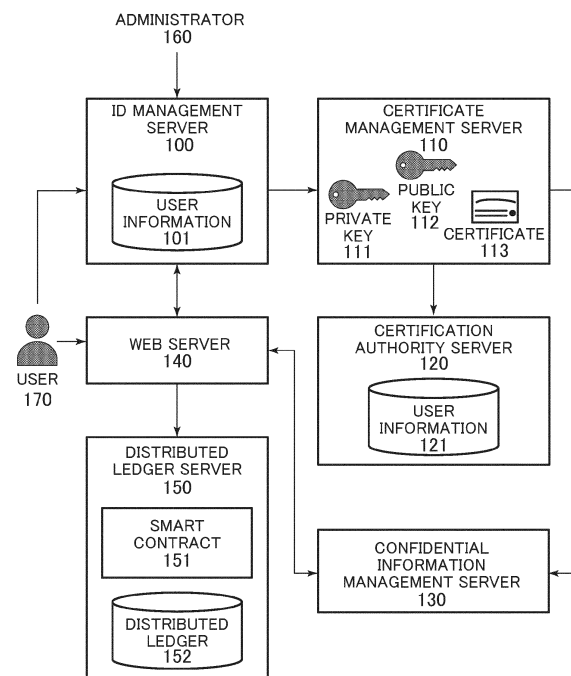 ADMINISTRATOR
160
ID MANAGEMENT
SERVER
100
USER
INFORMATION
101
CERTIFICATE
MANAGEMENT SERVER
110
PRIVATE
KEY
111
PUBLIC
KEY
112
CERTIFICATE
113
USER
170
WEB SERVER
140
CERTIFICATION
AUTHORITY SERVER
120
USER
INFORMATION
121
DISTRIBUTED
LEDGER SERVER
150
SMART
CONTRACT
151
DISTRIBUTED
LEDGER
152
CONFIDENTIAL
INFORMATION
MANAGEMENT SERVER
130